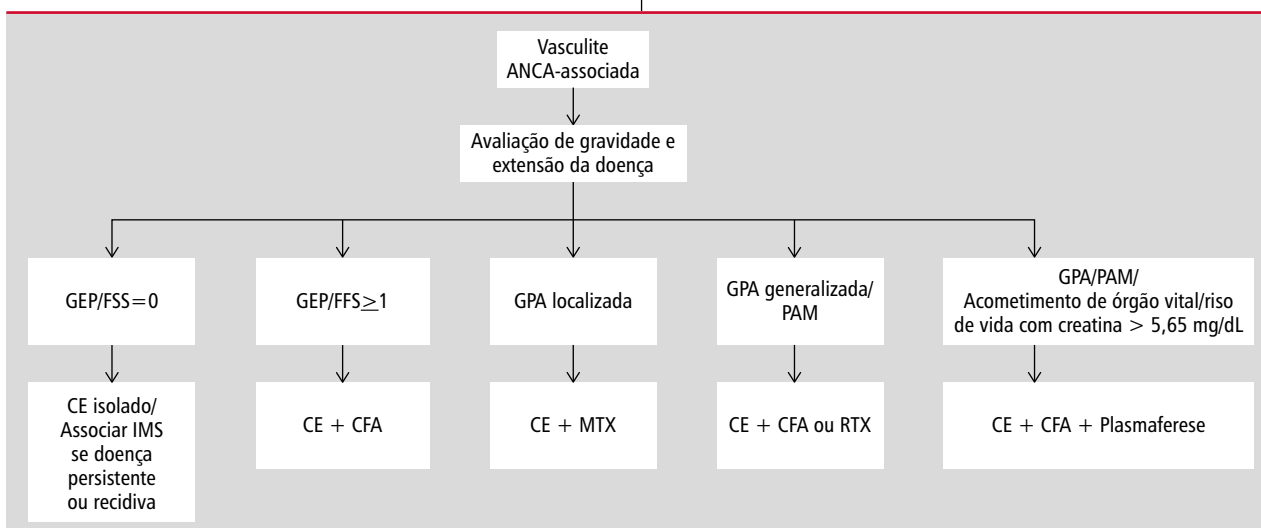 Vasculite
ANCA-associada
Avaliação de gravidade e
extensão da doença
GEP/FSS=0
GEP/FFS≥1
GPA localizada
GPA generalizada/
PAM
GPA/PAM/
Acometimento de órgão vital/riso
de vida com creatina > 5,65 mg/dL
CE isolado/
Associar IMS
se doença
persistente
ou recidiva
CE + CFA
CE + MTX
CE + CFA ou RTX
CE + CFA + Plasmaferese